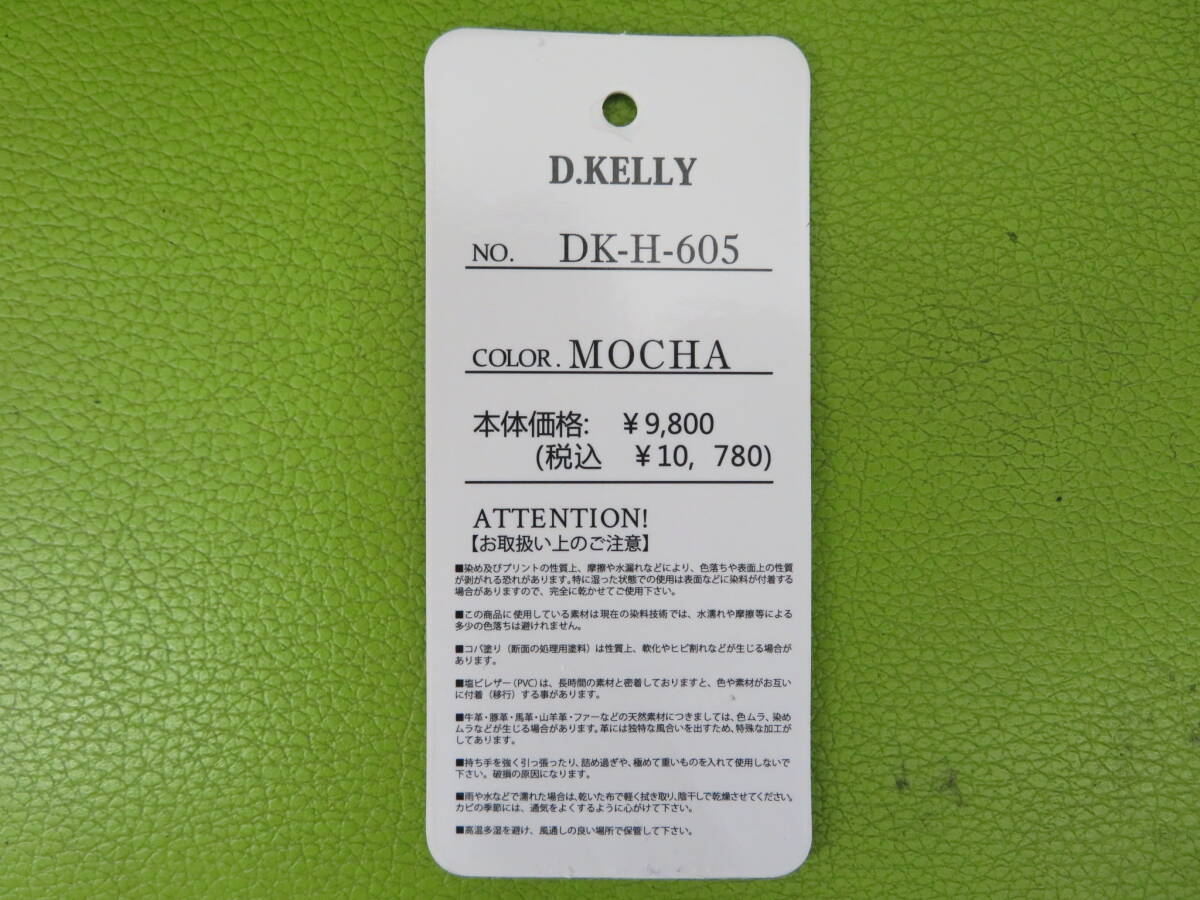 D.KELLY
NO. DK-H-605
COLOR. MOCHA
本体価格: ￥9,800
(税込 ￥10, 780)
ATTENTION!
【お取扱い上のご注意】
■染め及びプリントの性質上、摩擦や水漏れなどにより、色落ちや表面上の性質
が剥がれる恐れがあります。特に湿った状態での使用は表面などに染料が付着する
場合がありますので、完全に乾かせてご使用下さい。
■この商品に使用している素材は現在の染料技術では、水濡れや摩擦等による
多少の色落ちは避けれません。
■コバ塗り（断面の処理用塗料）は性質上、軟化やヒビ割れなどが生じる場合が
あります。
■塩ビレザー（PVC）は、長時間の素材と密着しておりますと、色や素材がお互い
に付着（移行）する事があります。
■牛革・豚革・馬革・山羊革・ファーなどの天然素材につきましては、色ムラ、染め
ムラなどが生じる場合があります。革には独特な風合いを出すため、特殊な加工が
してあります。
■持ち手を強く引っ張ったり、詰め過ぎや、極めて重いものを入れて使用しないで
下さい。破損の原因になります。
■雨や水などで濡れた場合は、乾いた布で軽く拭き取り、陰干しで乾燥させてください。
カビの季節には、通気をよくするように心がけて下さい。
■高温多湿を避け、風通しの良い場所で保管して下さい。